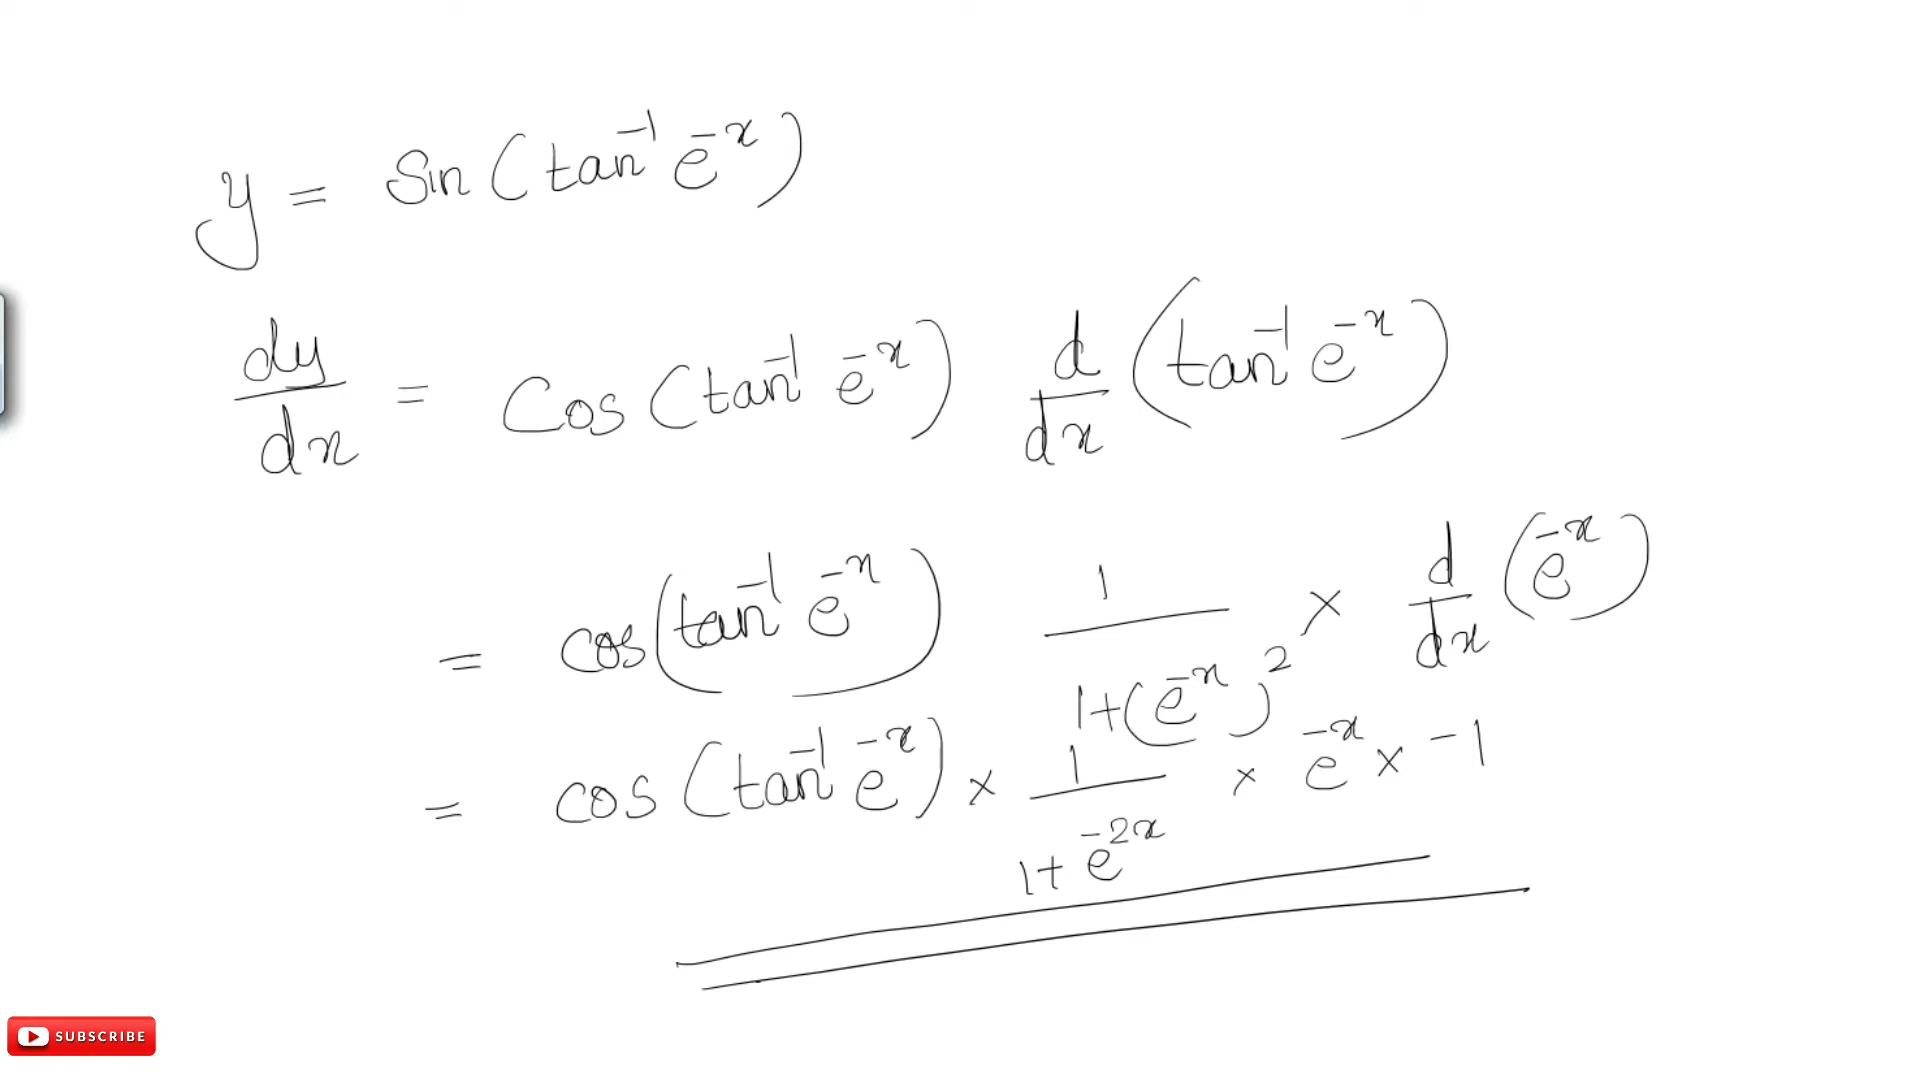 y = Sin(tan⁻¹ e⁻ˣ)
dy/dx = Cos(tan⁻¹ e⁻ˣ) d/dx (tan⁻¹ e⁻ˣ)
= cos(tan⁻¹ e⁻ˣ) 1/(1+(e⁻ˣ)²) × d/dx (e⁻ˣ)
= cos(tan⁻¹ e⁻ˣ) × 1/(1+e⁻²ˣ) × e⁻ˣ × -1
SUBSCRIBE